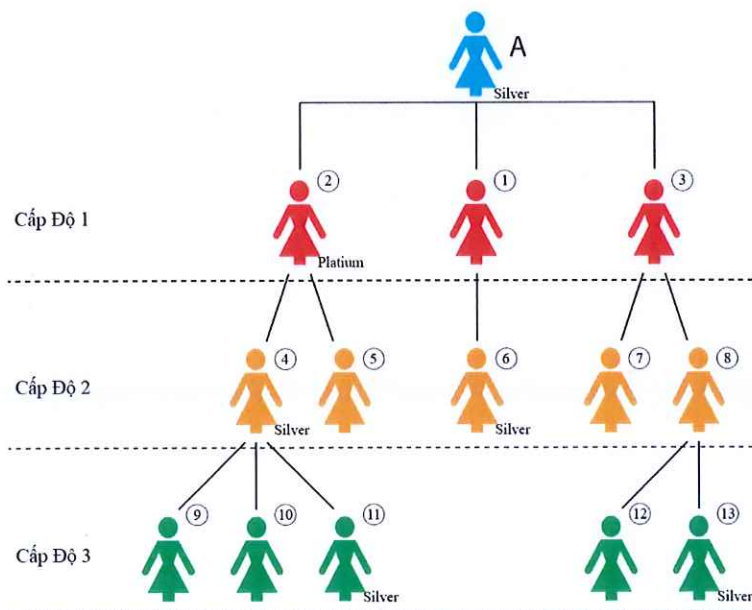 A
Silver
② ① ③
Cấp Độ 1
Platium
④ ⑤ ⑥ ⑦ ⑧
Cấp Độ 2
Silver Silver
⑨ ⑩ ⑪ ⑫ ⑬
Cấp Độ 3
Silver Silver